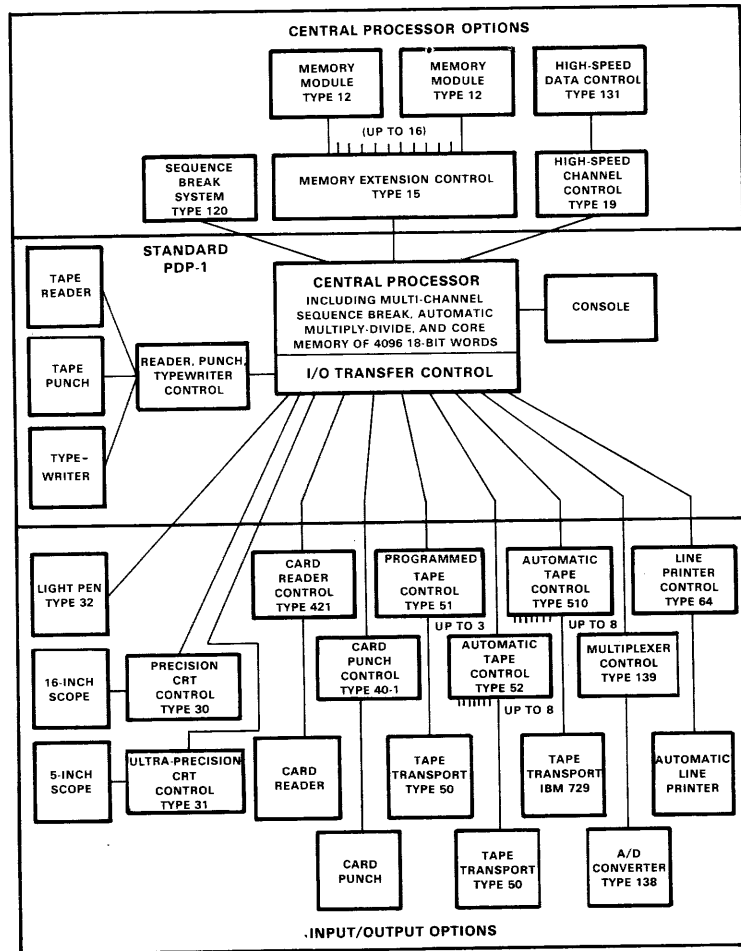 CENTRAL PROCESSOR OPTIONS
MEMORY
MODULE
TYPE 12
MEMORY
MODULE
TYPE 12
HIGH-SPEED
DATA CONTROL
TYPE 131
(UP TO 16)
SEQUENCE
BREAK
SYSTEM
TYPE 120
MEMORY EXTENSION CONTROL
TYPE 15
HIGH-SPEED
CHANNEL
CONTROL
TYPE 19
STANDARD
PDP-1
TAPE
READER
TAPE
PUNCH
TYPE-
WRITER
READER, PUNCH,
TYPEWRITER
CONTROL
CENTRAL PROCESSOR
INCLUDING MULTI-CHANNEL
SEQUENCE BREAK, AUTOMATIC
MULTIPLY-DIVIDE, AND CORE
MEMORY OF 4096 18-BIT WORDS
I/O TRANSFER CONTROL
CONSOLE
LIGHT PEN
TYPE 32
CARD
READER
CONTROL
TYPE 421
PROGRAMMED
TAPE
CONTROL
TYPE 51
AUTOMATIC
TAPE
CONTROL
TYPE 510
LINE
PRINTER
CONTROL
TYPE 64
UP TO 3
UP TO 8
16-INCH
SCOPE
PRECISION
CRT
CONTROL
TYPE 30
CARD
PUNCH
CONTROL
TYPE 40-1
AUTOMATIC
TAPE
CONTROL
TYPE 52
MULTIPLEXER
CONTROL
TYPE 139
UP TO 8
5-INCH
SCOPE
ULTRA-PRECISION
CRT
CONTROL
TYPE 31
CARD
READER
TAPE
TRANSPORT
TYPE 50
TAPE
TRANSPORT
IBM 729
AUTOMATIC
LINE
PRINTER
CARD
PUNCH
TAPE
TRANSPORT
TYPE 50
A/D
CONVERTER
TYPE 138
INPUT/OUTPUT OPTIONS